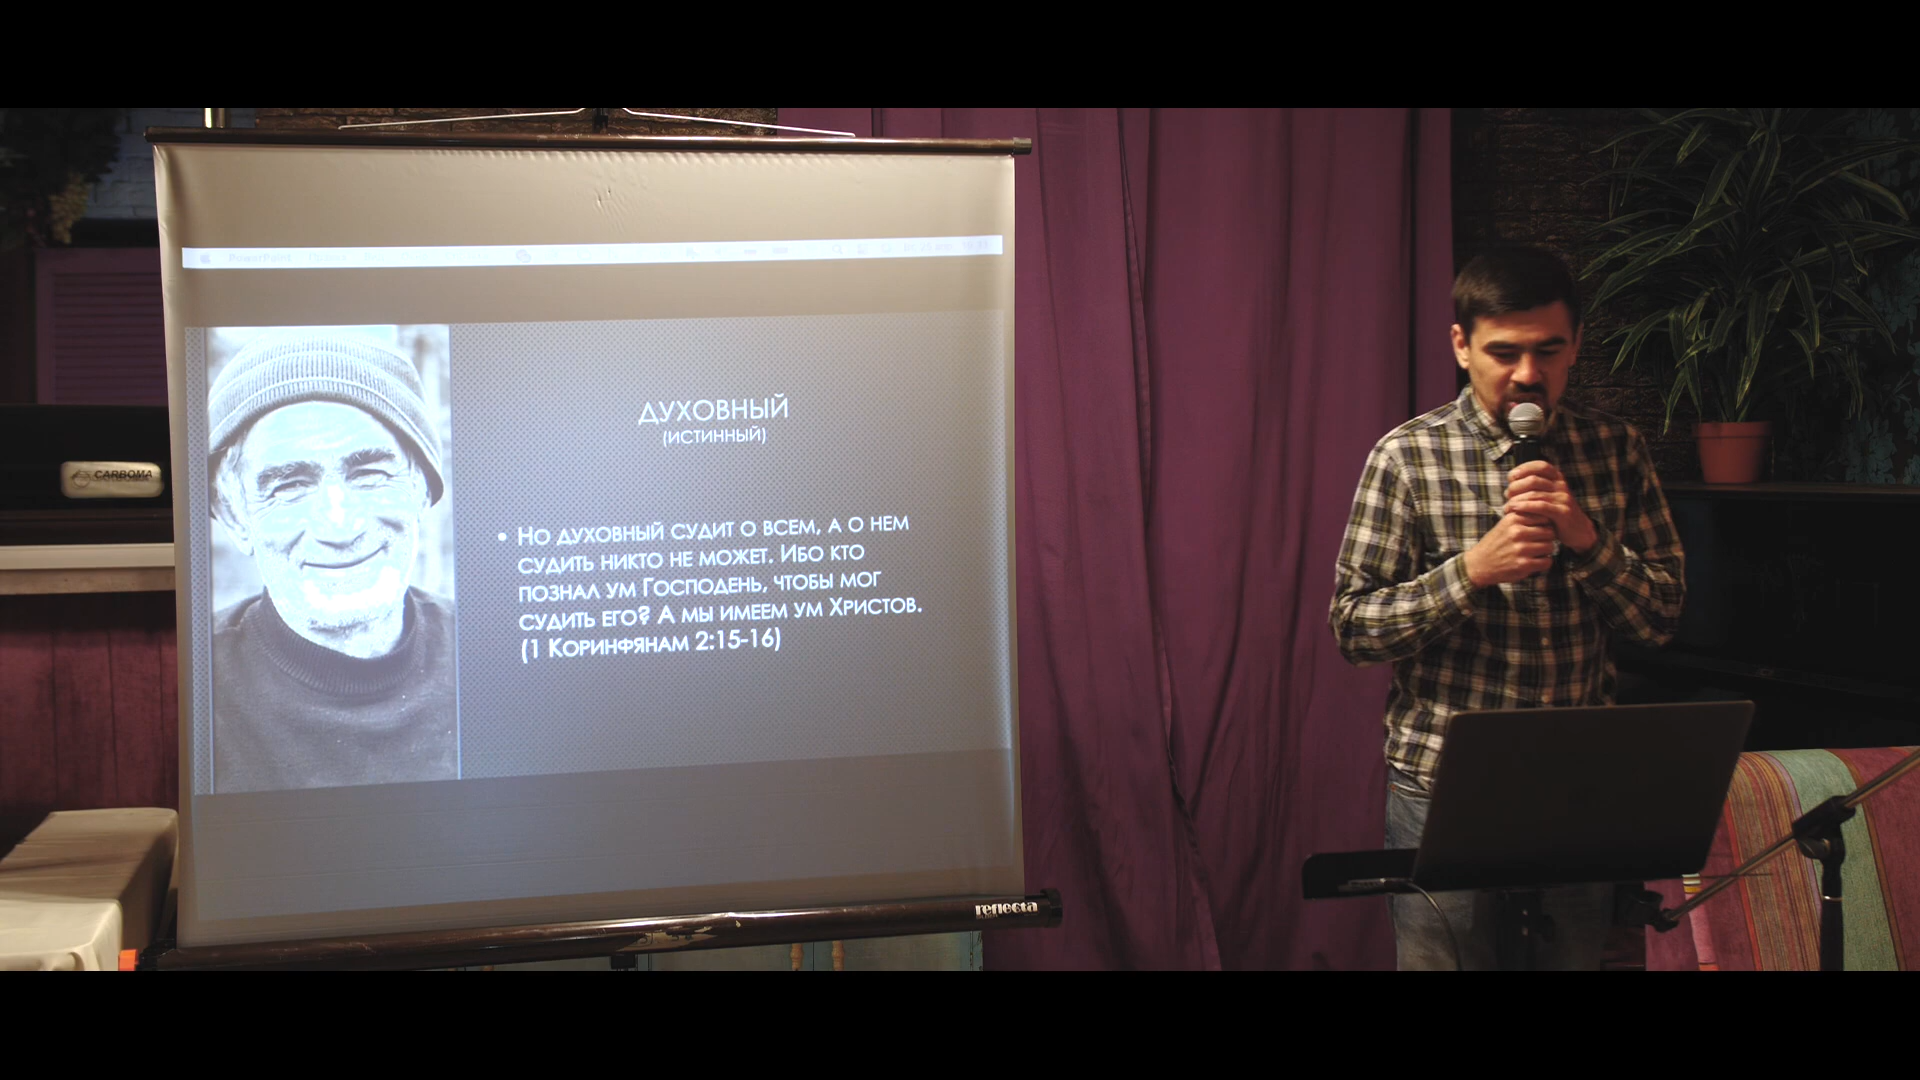 PowerPoint
ДУХОВНЫЙ
(ИСТИННЫЙ)
CARBOMA
• НО ДУХОВНЫЙ СУДИТ О ВСЕМ, А О НЕМ
СУДИТЬ НИКТО НЕ МОЖЕТ. ИБО КТО
ПОЗНАЛ УМ ГОСПОДЕНЬ, ЧТОБЫ МОГ
СУДИТЬ ЕГО? А МЫ ИМЕЕМ УМ ХРИСТОВ.
(1 КОРИНФЯНАМ 2:15-16)
reflecta